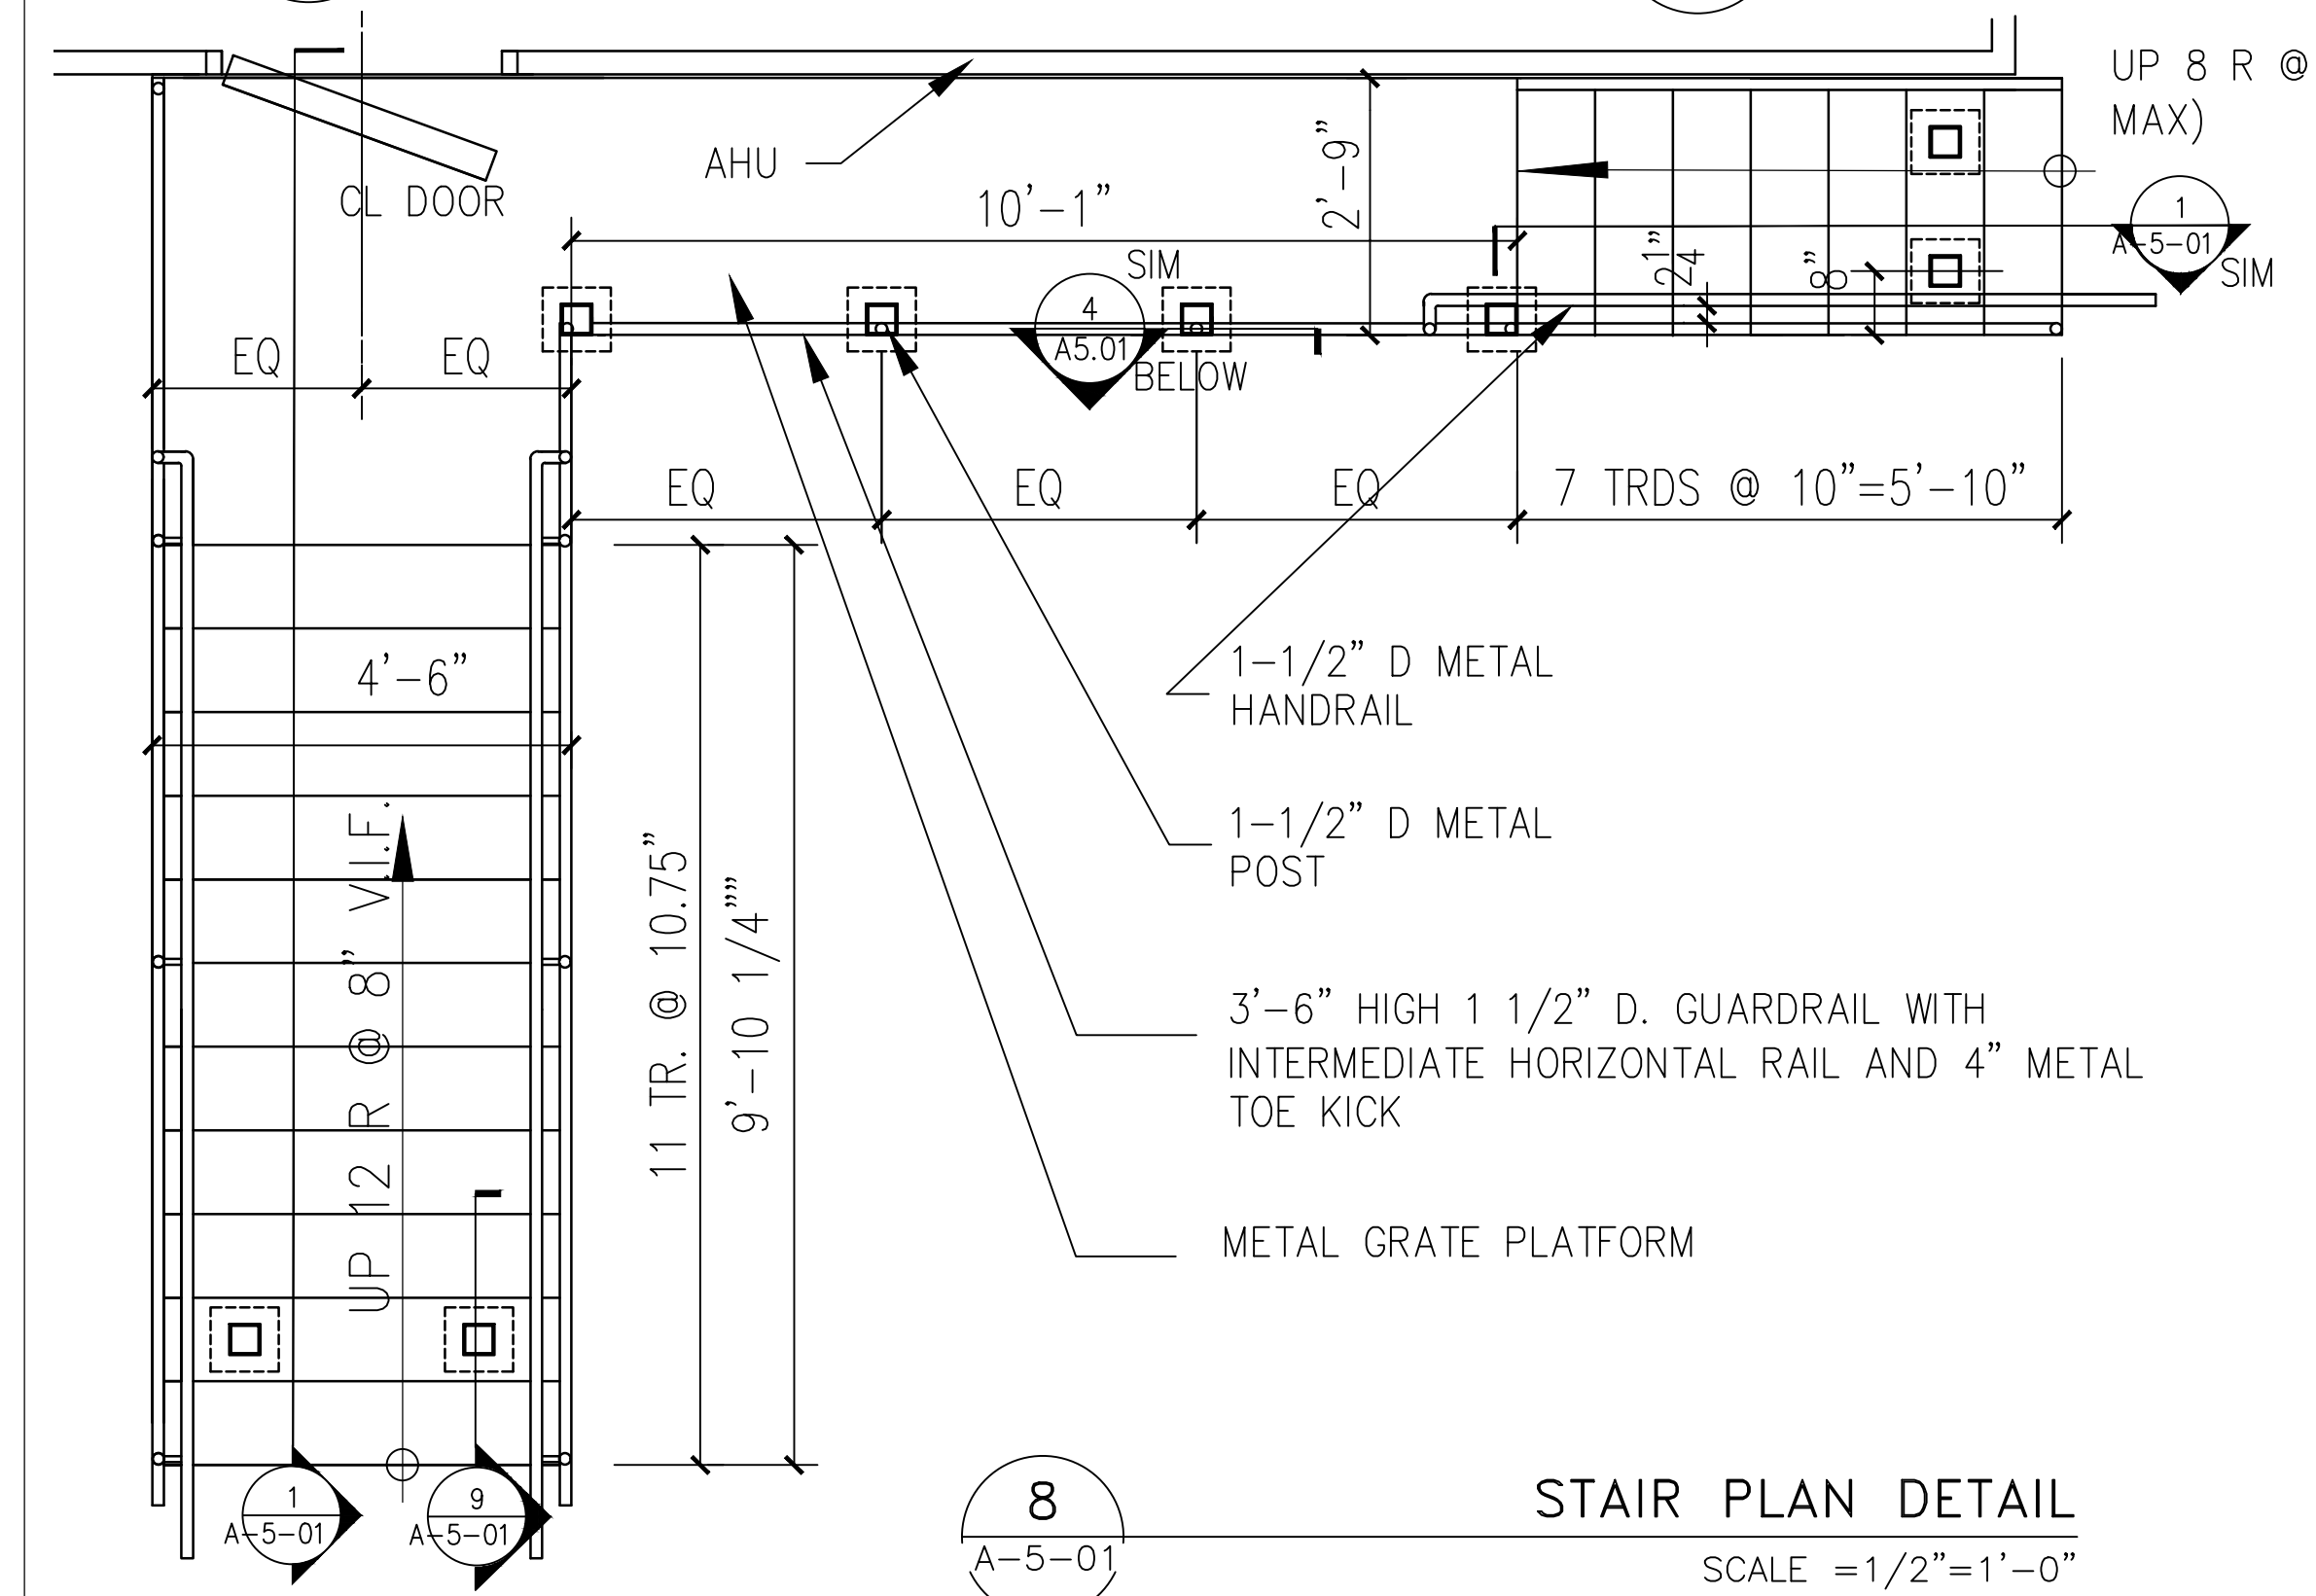 UP 8 R @
MAX)
AHU
CL DOOR
10'-1"
2'-9"
1
A-5-01
SIM
SIM
4
A5.01
BELOW
8"
EQ
EQ
EQ
EQ
EQ
7 TRDS @ 10"=5'-10"
4'-6"
1-1/2" D METAL
HANDRAIL
1-1/2" D METAL
POST
UP 12 R @ 8" V.I.F.
11 TR. @ 10.75"
9'-10 1/4""
3'-6" HIGH 1 1/2" D. GUARDRAIL WITH
INTERMEDIATE HORIZONTAL RAIL AND 4" METAL
TOE KICK
METAL GRATE PLATFORM
1
A-5-01
9
A-5-01
8
A-5-01
STAIR PLAN DETAIL
SCALE =1/2"=1'-0"